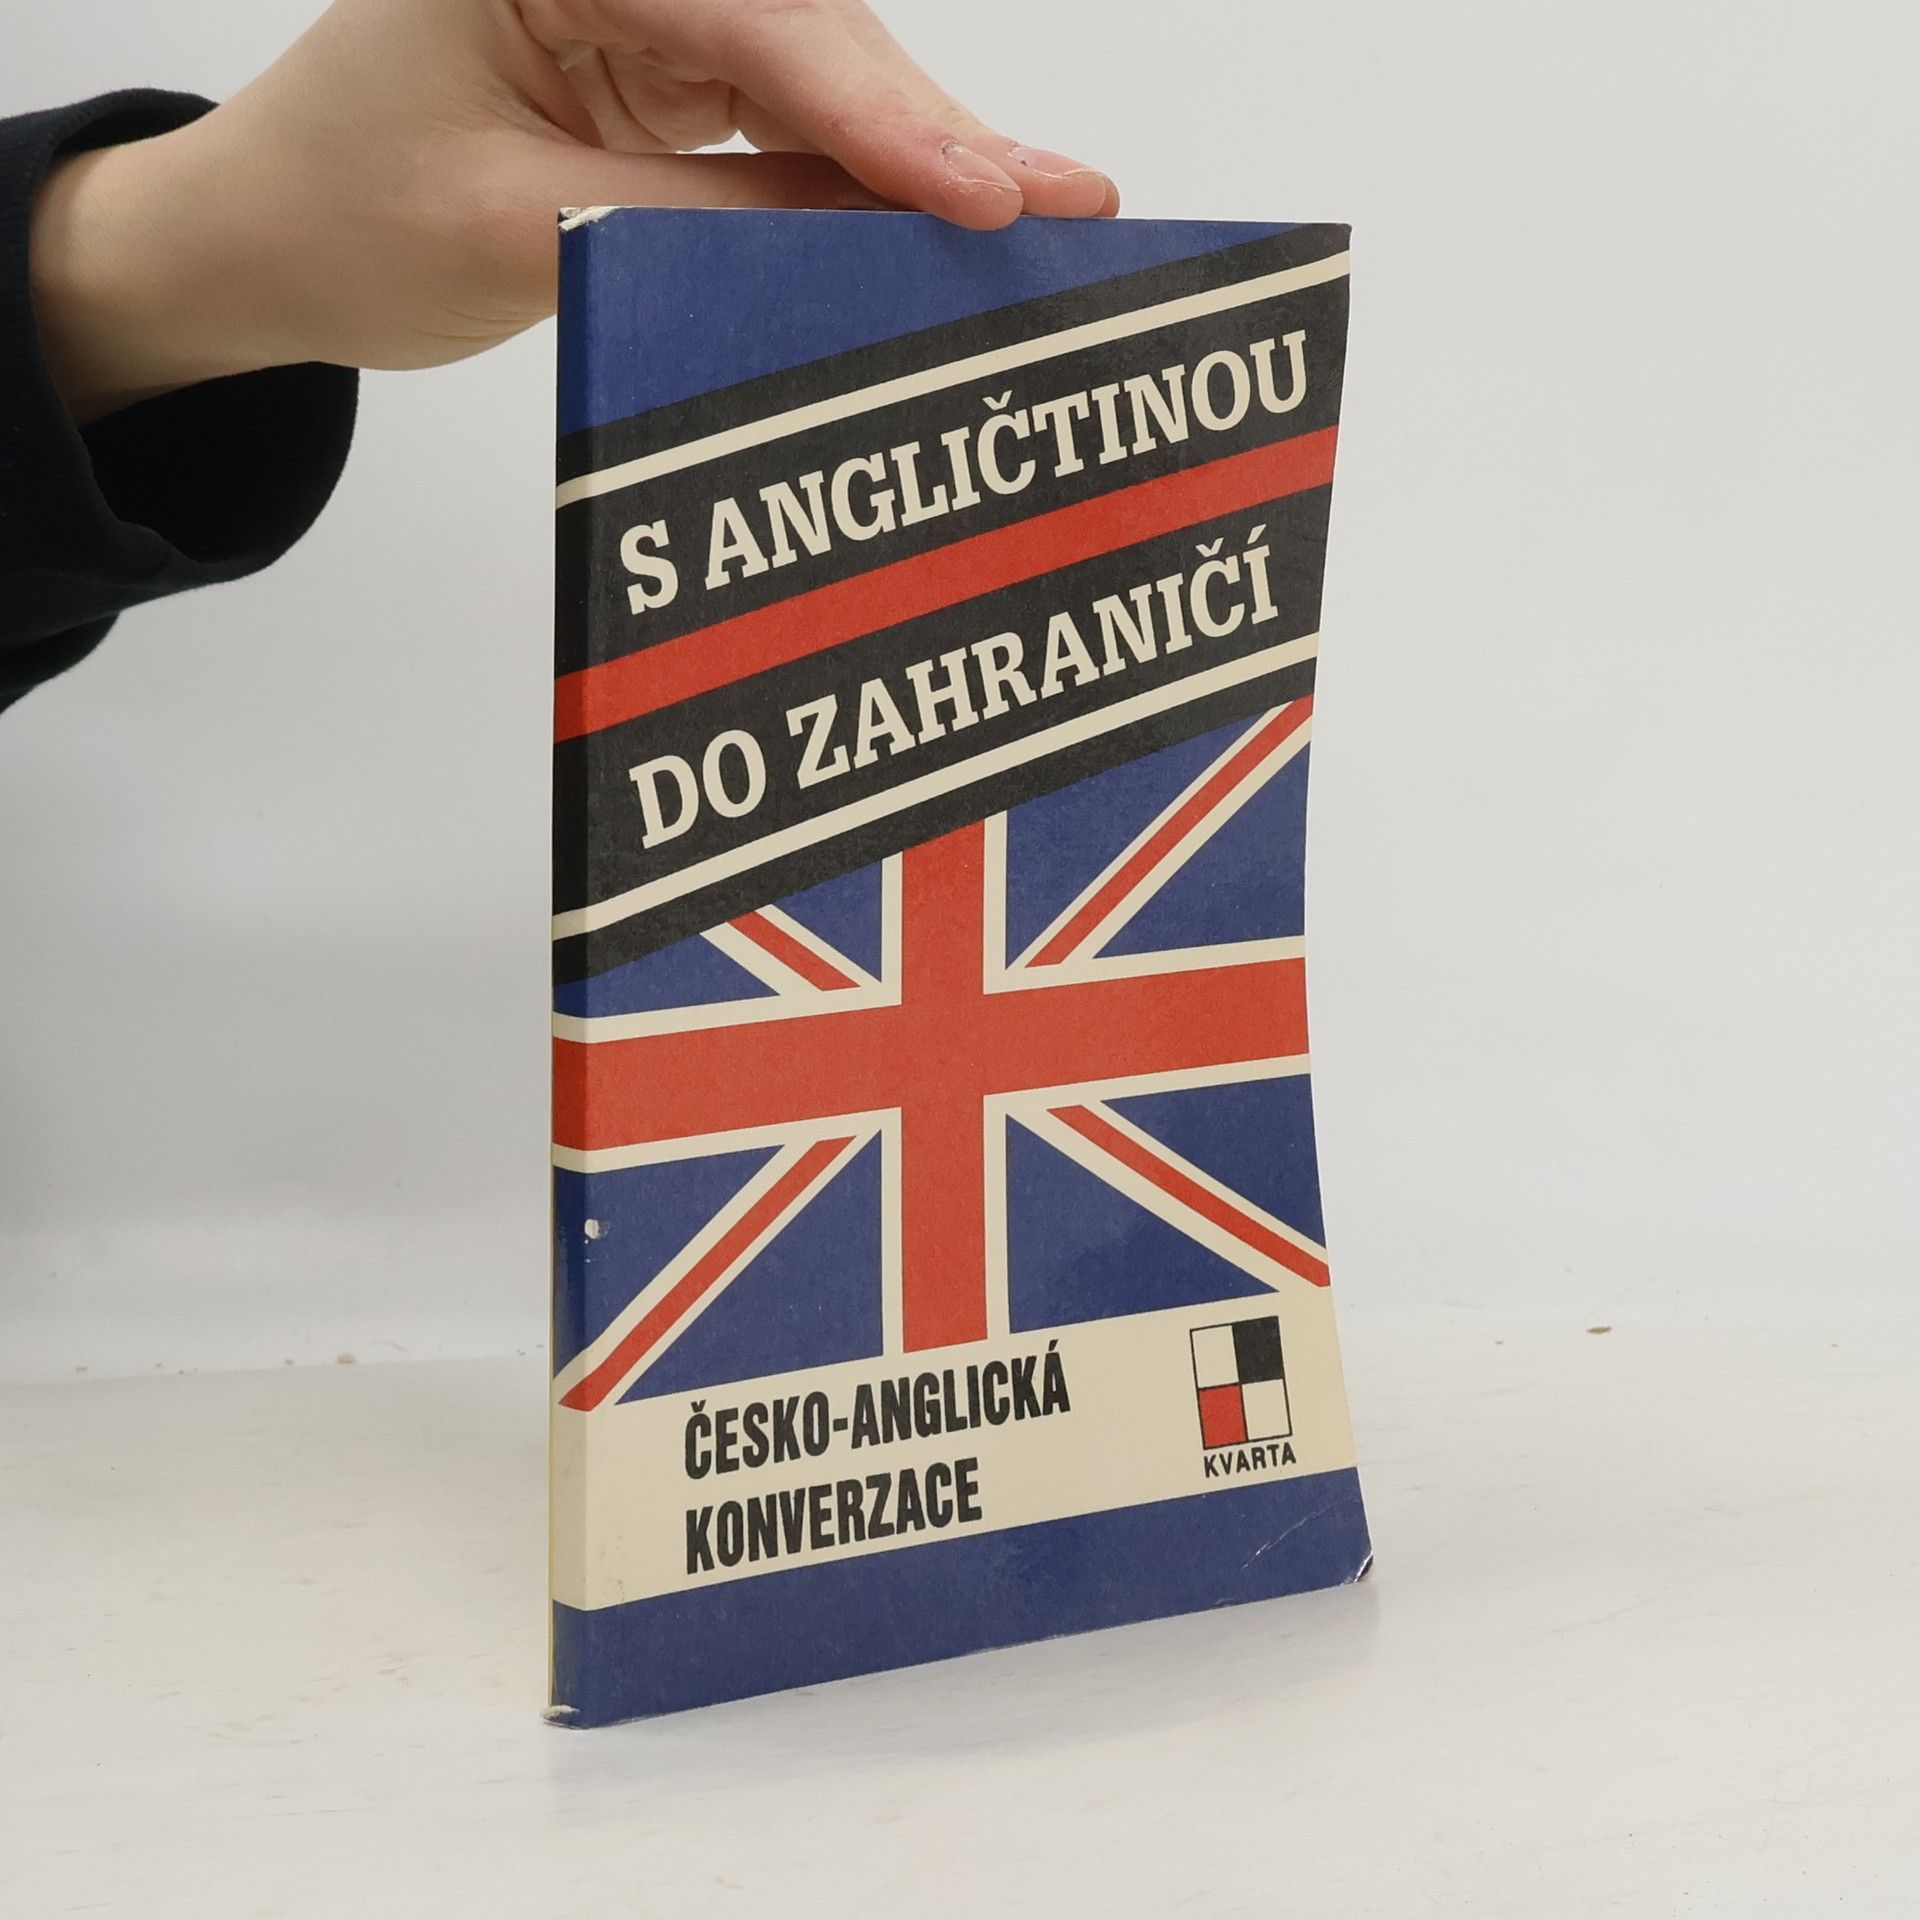 S ANGLIČTINOU
DO ZAHRANIČÍ
ČESKO-ANGLICKÁ
KONVERZACE
KVARTA